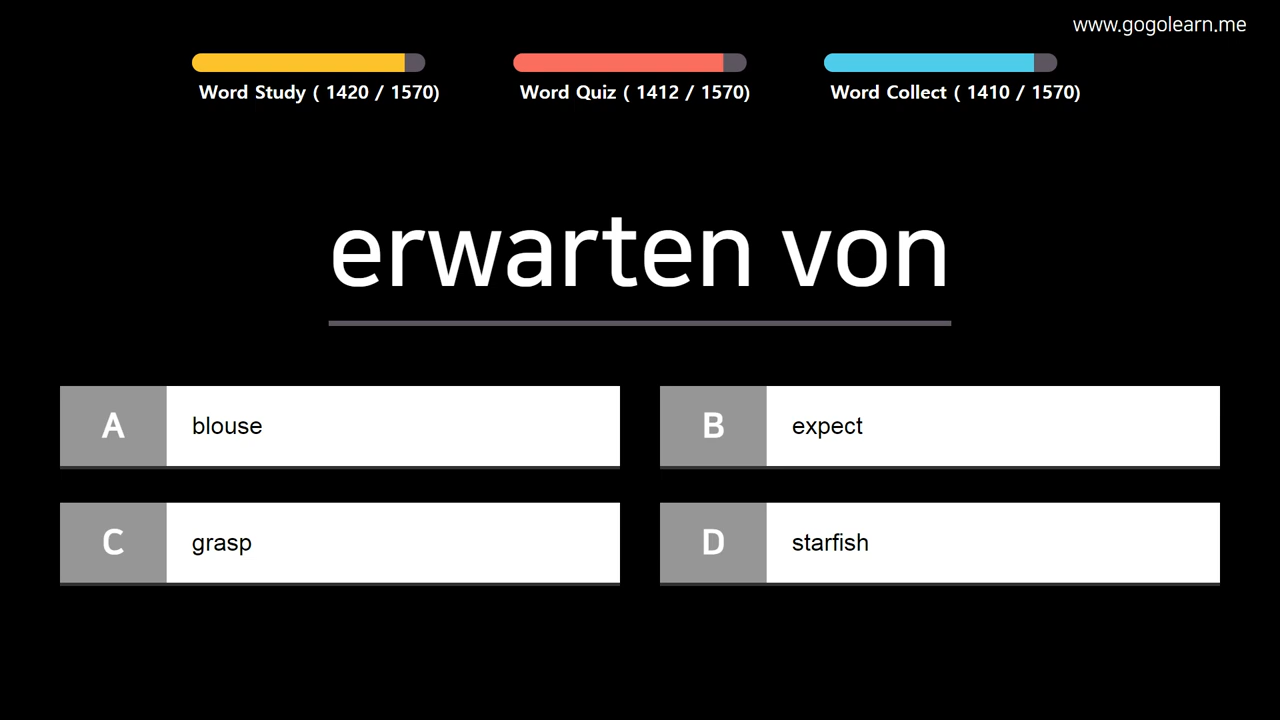 www.gogolearn.me
Word Study ( 1420 / 1570)
Word Quiz ( 1412 / 1570)
Word Collect ( 1410 / 1570)
erwarten von
A blouse
B expect
C grasp
D starfish